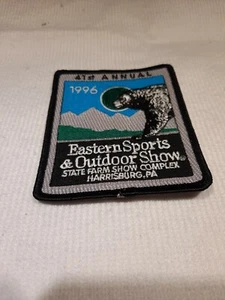 41st ANNUAL
1996
Eastern Sports
& Outdoor Show®
STATE FARM SHOW COMPLEX
HARRISBURG, PA